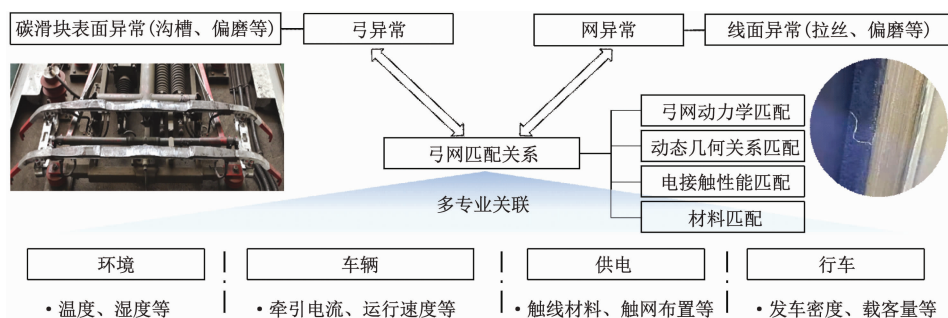 碳滑块表面异常(沟槽、偏磨等)
弓异常
网异常
线面异常(拉丝、偏磨等)
弓网匹配关系
弓网动力学匹配
动态几何关系匹配
电接触性能匹配
材料匹配
多专业关联
环境
车辆
供电
行车
•温度、湿度等
•牵引电流、运行速度等
•触线材料、触网布置等
•发车密度、载客量等